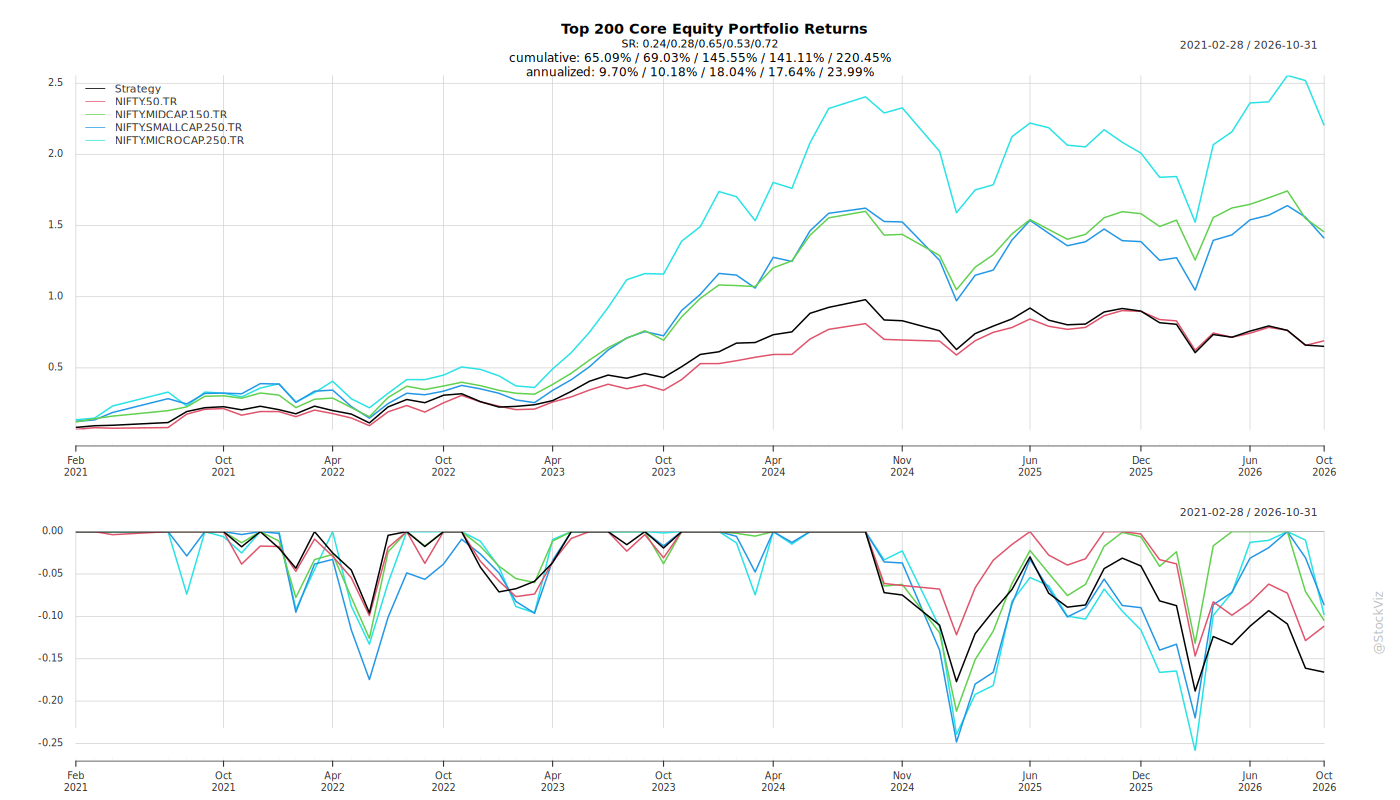 Top 200 Core Equity Portfolio Returns
SR: 0.24/0.28/0.65/0.53/0.72
cumulative: 65.09% / 69.03% / 145.55% / 141.11% / 220.45%
annualized: 9.70% / 10.18% / 18.04% / 17.64% / 23.99%
2021-02-28 / 2026-10-31
Strategy
NIFTY.50.TR
NIFTY.MIDCAP.150.TR
NIFTY.SMALLCAP.250.TR
NIFTY.MICROCAP.250.TR
2.5
2.0
1.5
1.0
0.5
Feb Oct Apr Oct Apr Oct Apr Nov Jun Dec Jun Oct
2021 2021 2022 2022 2023 2023 2024 2024 2025 2025 2026 2026
2021-02-28 / 2026-10-31
0.00
-0.05
-0.10
-0.15
-0.20
-0.25
Feb Oct Apr Oct Apr Oct Apr Nov Jun Dec Jun Oct
2021 2021 2022 2022 2023 2023 2024 2024 2025 2025 2026 2026
@StockViz